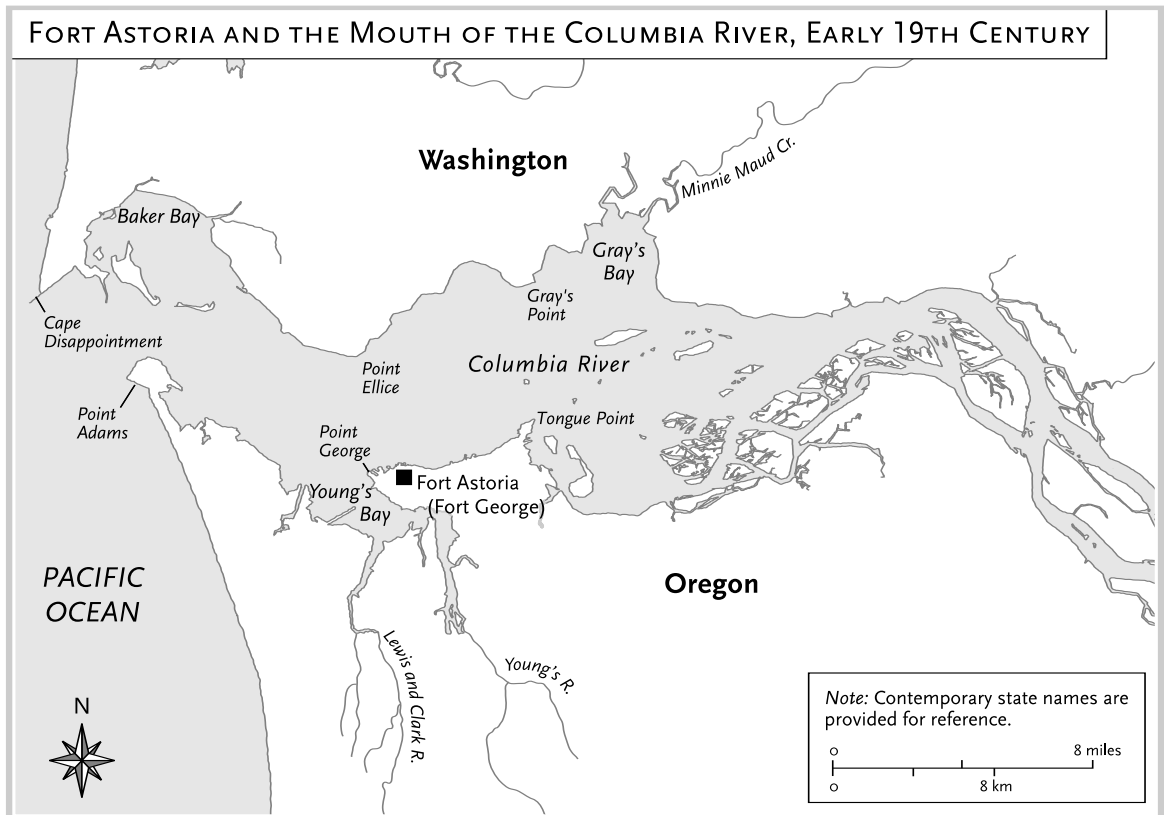 Fort Astoria and the Mouth of the Columbia River, Early 19th Century
Washington
Minnie Maud Cr.
Baker Bay
Gray's
Bay
Gray's
Point
Cape
Disappointment
Columbia River
Point
Ellice
Point
Adams
Tongue Point
Point
George
Fort Astoria
(Fort George)
Young's
Bay
PACIFIC
OCEAN
Oregon
Lewis and Clark R.
Young's R.
N
Note: Contemporary state names are
provided for reference.
0 8 miles
0 8 km